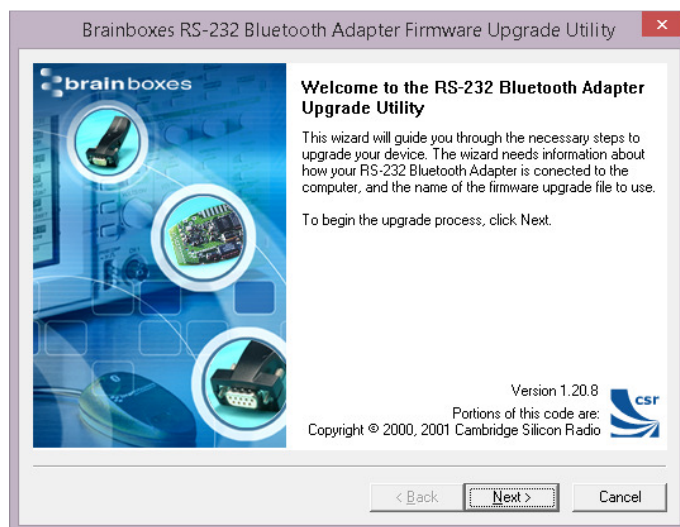 Brainboxes RS-232 Bluetooth Adapter Firmware Upgrade Utility
brainboxes
Welcome to the RS-232 Bluetooth Adapter
Upgrade Utility
This wizard will guide you through the necessary steps to
upgrade your device. The wizard needs information about
how your RS-232 Bluetooth Adapter is conected to the
computer, and the name of the firmware upgrade file to use.
To begin the upgrade process, click Next.
Version 1.20.8
Portions of this code are:
Copyright © 2000, 2001 Cambridge Silicon Radio
csr
< Back
Next >
Cancel